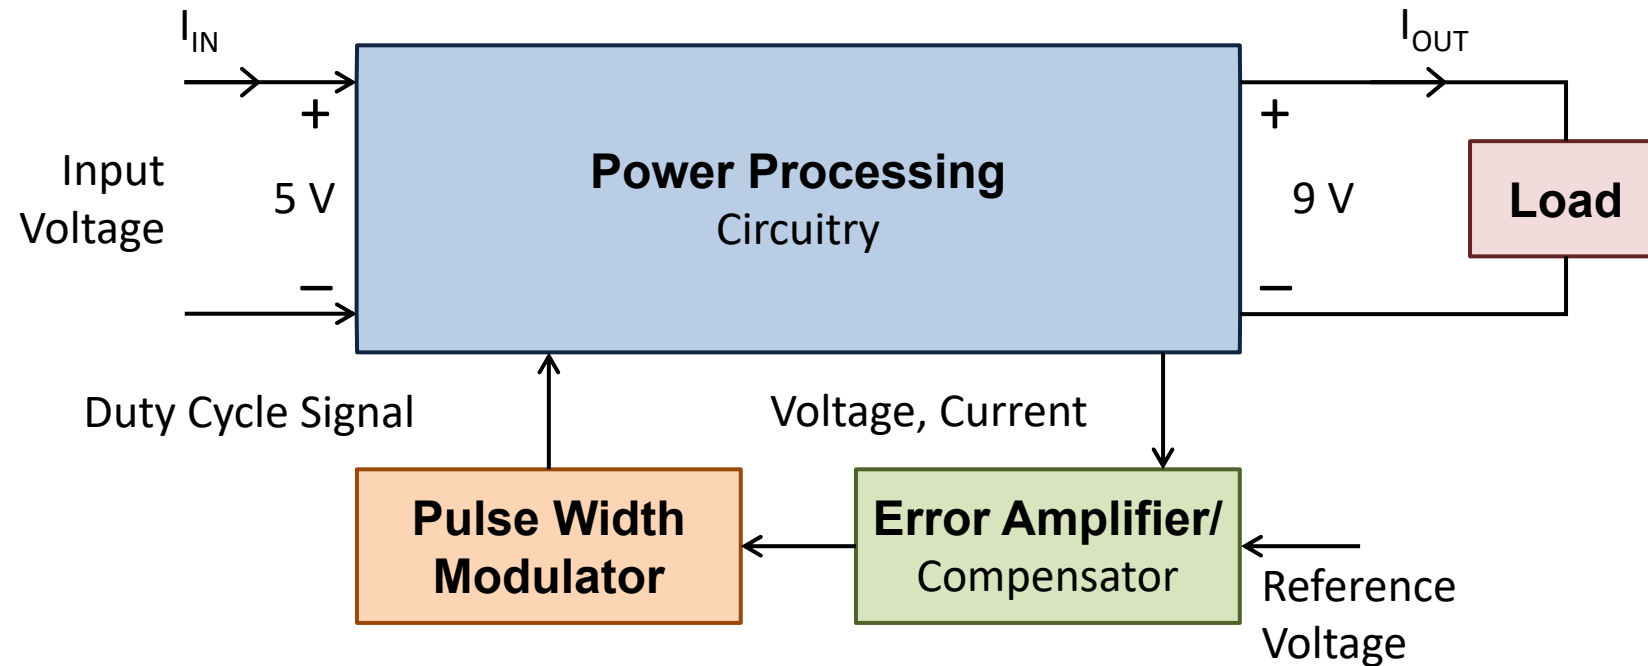 I_IN
I_OUT
+
+
Input
Voltage
5 V
Power Processing
Circuitry
9 V
Load
–
–
Duty Cycle Signal
Voltage, Current
Pulse Width
Modulator
Error Amplifier/
Compensator
Reference
Voltage